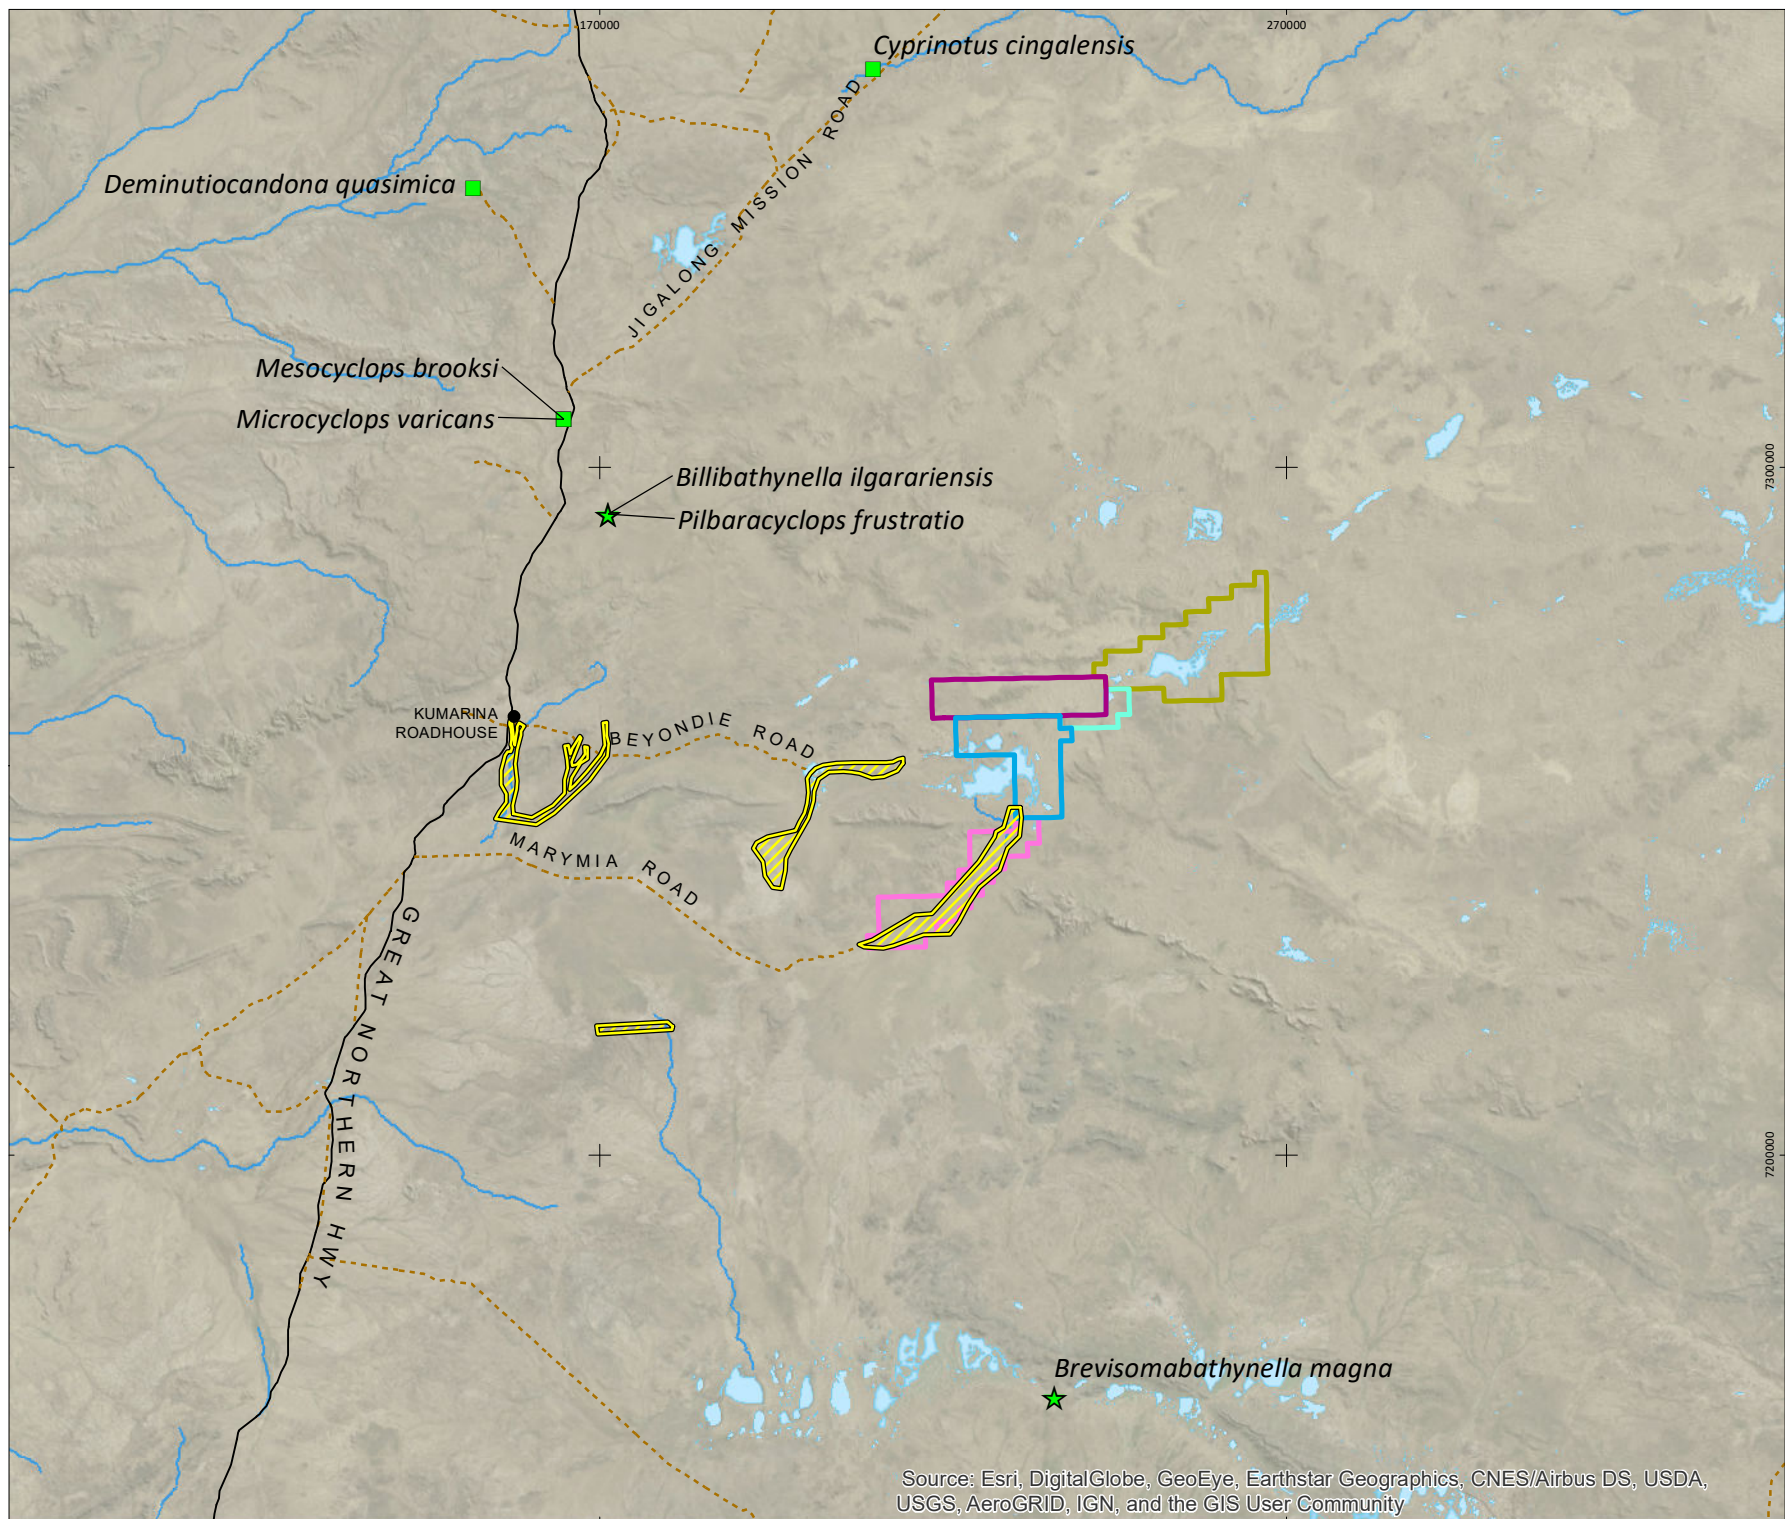 170000
270000
Cyprinotus cingalensis
Deminutiocandona quasimica
JIGALONG MISSION ROAD
Mesocyclops brooksi
Microcyclops varicans
7300000
Billibathynella ilgarariensis
Pilbaracyclops frustratio
KUMARINA
ROADHOUSE
BEYONDIE ROAD
MARYMIA ROAD
GREAT NORTHERN HWY
7200000
Brevisomabathynella magna
Source: Esri, DigitalGlobe, GeoEye, Earthstar Geographics, CNES/Airbus DS, USDA,
USGS, AeroGRID, IGN, and the GIS User Community